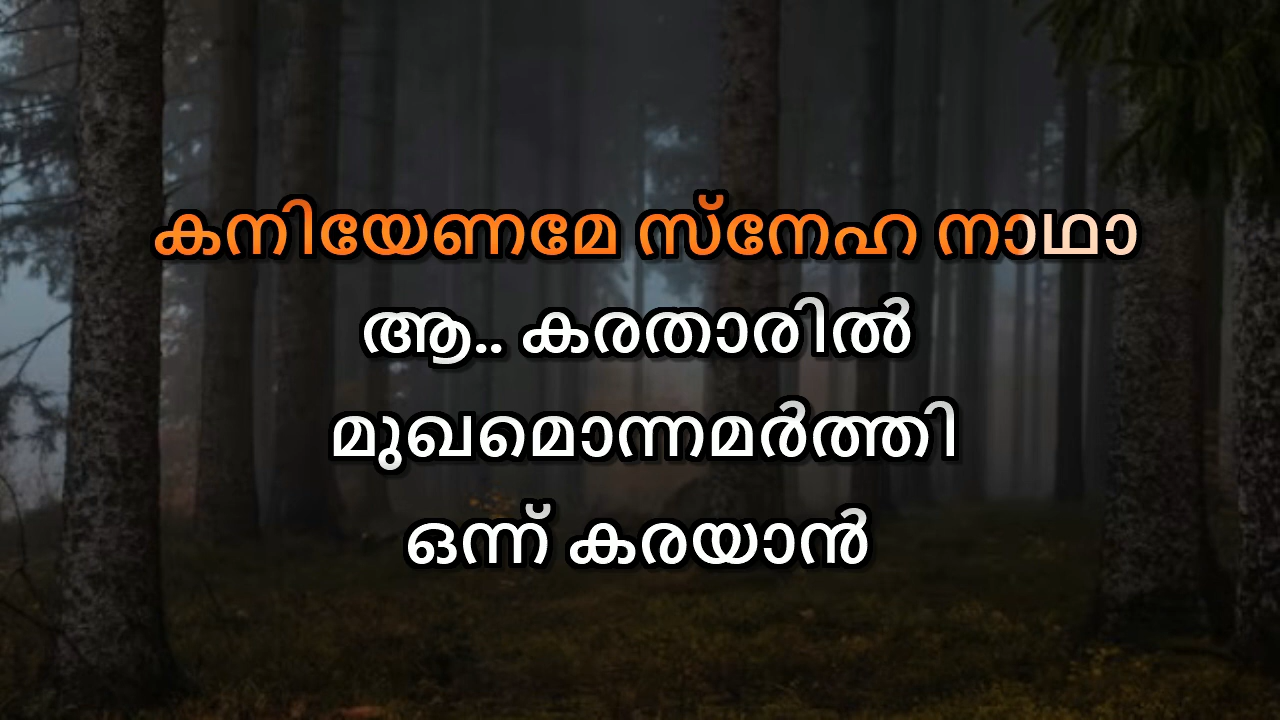 കനിയേണമേ സ്നേഹ നാഥാ
ആ.. കരതാരിൽ
മുഖമൊന്നമർത്തി
ഒന്ന് കരയാൻ